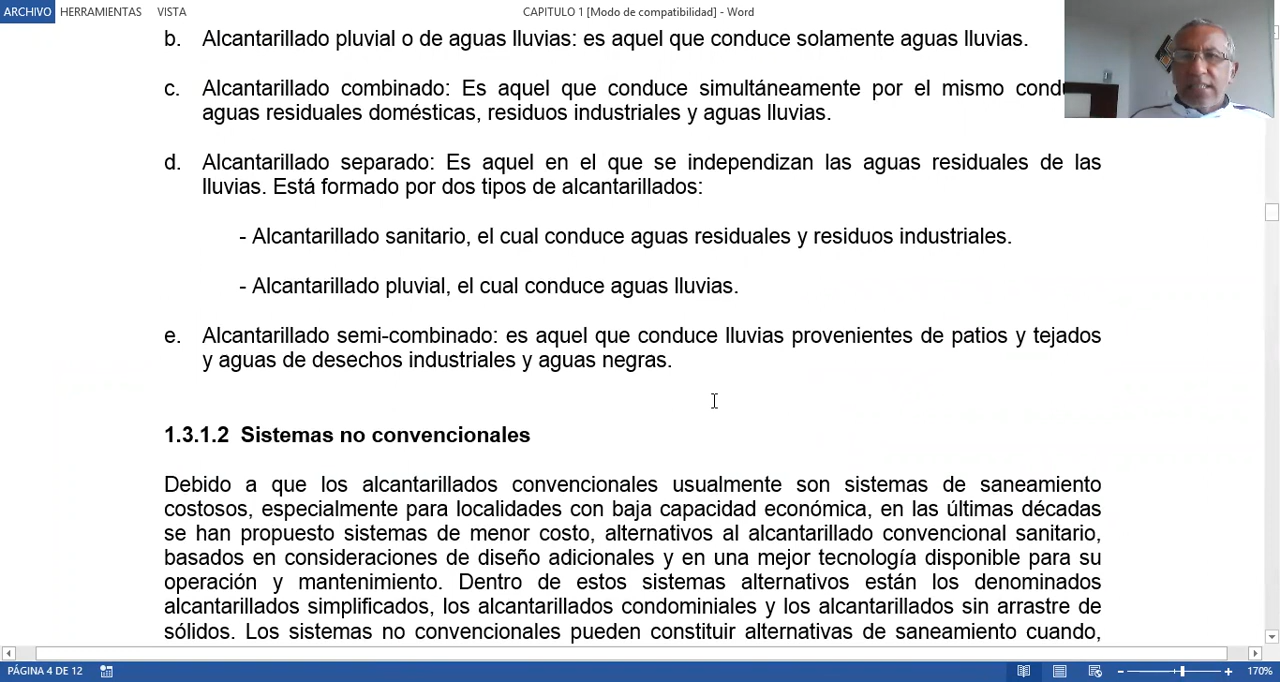 ARCHIVO HERRAMIENTAS VISTA CAPITULO 1 [Modo de compatibilidad] - Word
b. Alcantarillado pluvial o de aguas lluvias: es aquel que conduce solamente aguas lluvias.
c. Alcantarillado combinado: Es aquel que conduce simultáneamente por el mismo
aguas residuales domésticas, residuos industriales y aguas lluvias.
d. Alcantarillado separado: Es aquel en el que se independizan las aguas residuales de las
lluvias. Está formado por dos tipos de alcantarillados:
- Alcantarillado sanitario, el cual conduce aguas residuales y residuos industriales.
- Alcantarillado pluvial, el cual conduce aguas lluvias.
e. Alcantarillado semi-combinado: es aquel que conduce lluvias provenientes de patios y tejados
y aguas de desechos industriales y aguas negras.
1.3.1.2 Sistemas no convencionales
Debido a que los alcantarillados convencionales usualmente son sistemas de saneamiento
costosos, especialmente para localidades con baja capacidad económica, en las últimas décadas
se han propuesto sistemas de menor costo, alternativos al alcantarillado convencional sanitario,
basados en consideraciones de diseño adicionales y en una mejor tecnología disponible para su
operación y mantenimiento. Dentro de estos sistemas alternativos están los denominados
alcantarillados simplificados, los alcantarillados condominiales y los alcantarillados sin arrastre de
sólidos. Los sistemas no convencionales pueden constituir alternativas de saneamiento cuando,
PÁGINA 4 DE 12 170%